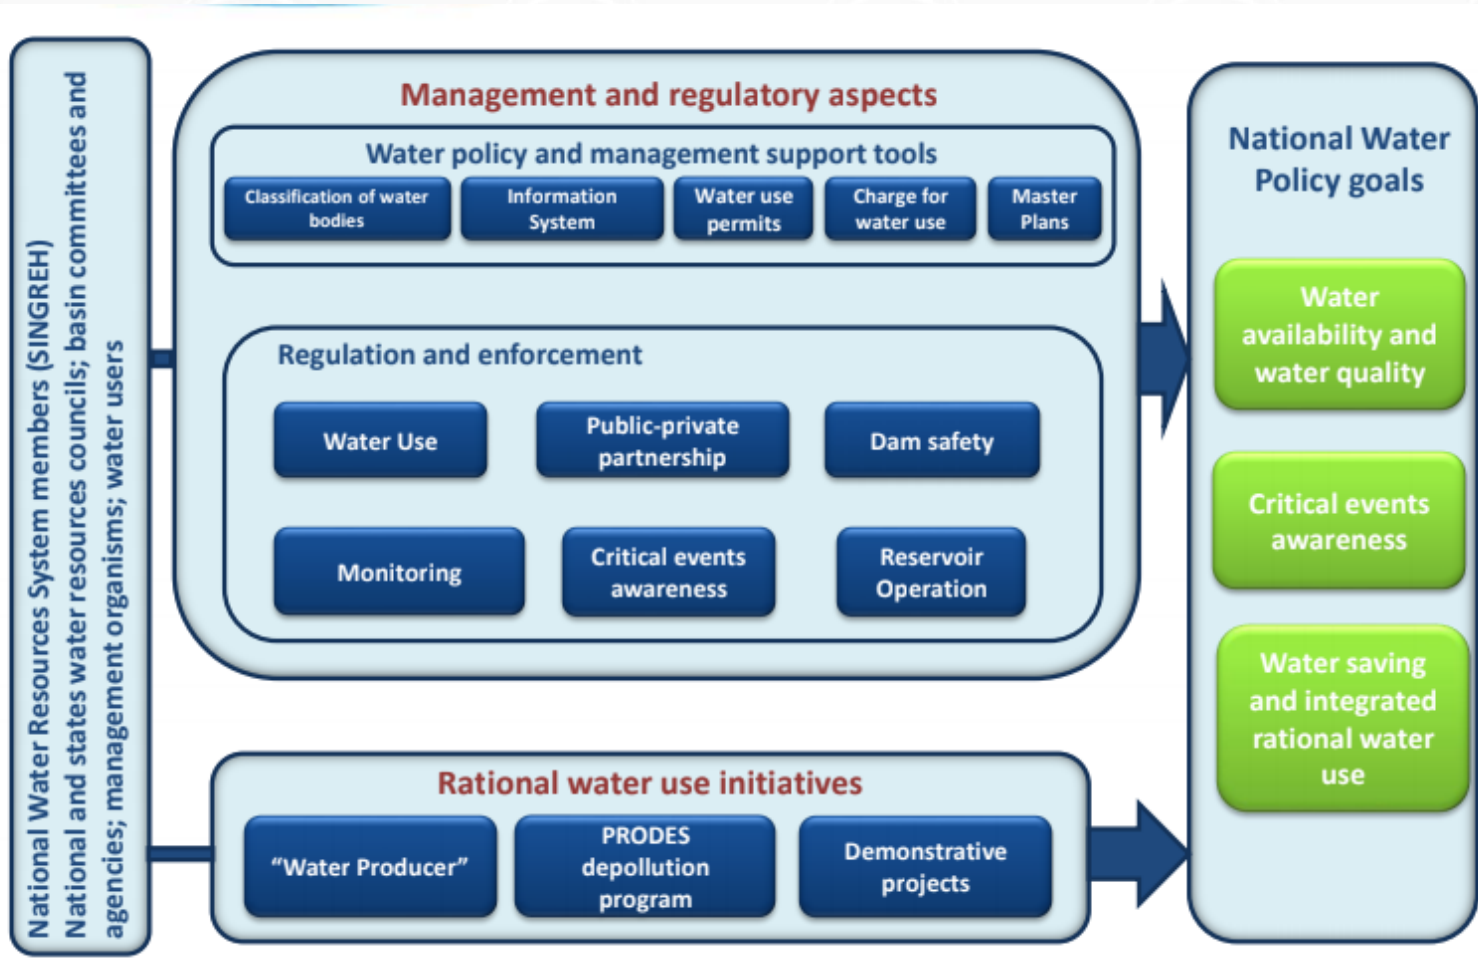 National Water Resources System members (SINGREH)
National and states water resources councils; basin committees and
agencies; management organisms; water users
Management and regulatory aspects
Water policy and management support tools
Classification of water
bodies
Information
System
Water use
permits
Charge for
water use
Master
Plans
Regulation and enforcement
Water Use
Public-private
partnership
Dam safety
Monitoring
Critical events
awareness
Reservoir
Operation
Rational water use initiatives
“Water Producer”
PRODES
depollution
program
Demonstrative
projects
National Water
Policy goals
Water
availability and
water quality
Critical events
awareness
Water saving
and integrated
rational water
use